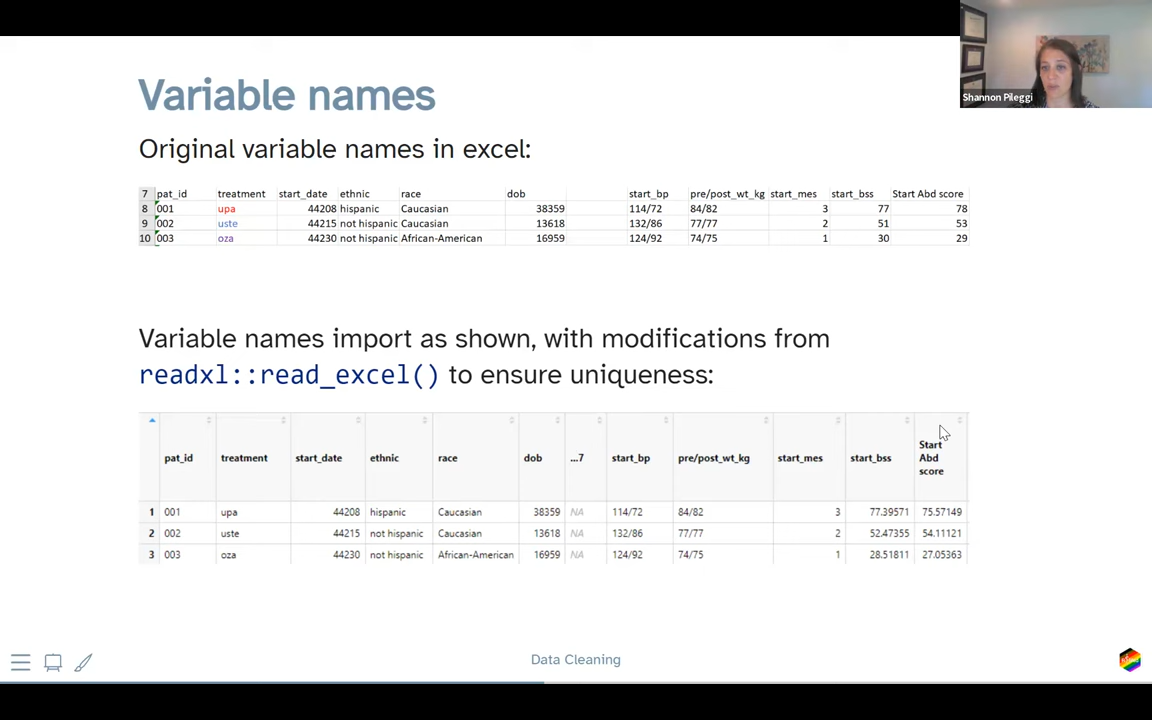 Shannon Pileggi
Variable names
Original variable names in excel:
7 pat_id treatment start_date ethnic race dob start_bp pre/post_wt_kg start_mes start_bss Start Abd score
8 001 upa 44208 hispanic Caucasian 38359 114/72 84/82 3 77 78
9 002 uste 44215 not hispanic Caucasian 13618 132/86 77/77 2 51 53
10 003 oza 44230 not hispanic African-American 16959 124/92 74/75 1 30 29
Variable names import as shown, with modifications from
readxl::read_excel() to ensure uniqueness:
pat_id treatment start_date ethnic race dob ...7 start_bp pre/post_wt_kg start_mes start_bss Start
Abd
score
1 001 upa 44208 hispanic Caucasian 38359 NA 114/72 84/82 3 77.39571 75.57149
2 002 uste 44215 not hispanic Caucasian 13618 NA 132/86 77/77 2 52.47355 54.11121
3 003 oza 44230 not hispanic African-American 16959 NA 124/92 74/75 1 28.51811 27.05363
Data Cleaning